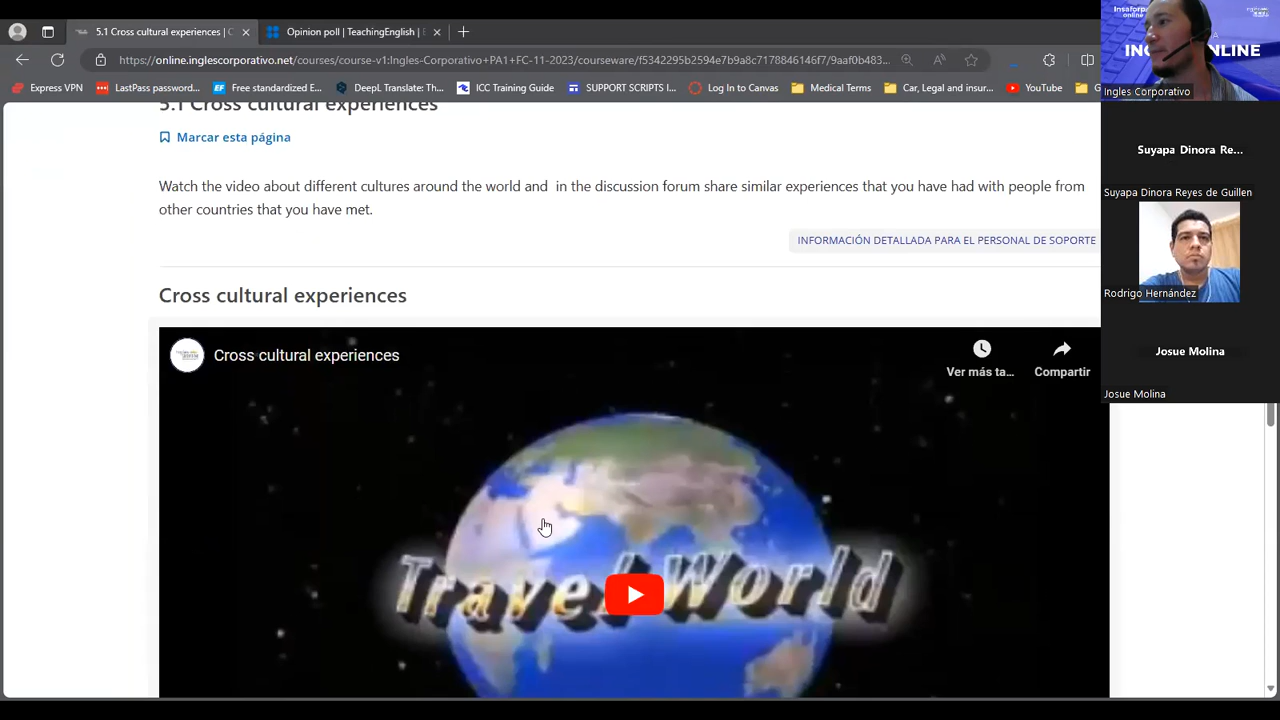 5.1 Cross cultural experiences | C
Opinion poll | TeachingEnglish | E
https://online.inglescorporativo.net/courses/course-v1:Ingles-Corporativo+PA1+FC-11-2023/courseware/f5342295b2594e7b9a8c7178846146f7/9aaf0b483...
Express VPN
LastPass password...
Free standardized E...
DeepL Translate: Th...
ICC Training Guide
SUPPORT SCRIPTS I...
Log In to Canvas
Medical Terms
Car, Legal and insur...
YouTube
G
5.1 Cross cultural experiences
Marcar esta página
Watch the video about different cultures around the world and in the discussion forum share similar experiences that you have had with people from
other countries that you have met.
INFORMACIÓN DETALLADA PARA EL PERSONAL DE SOPORTE
Cross cultural experiences
Cross cultural experiences
Ver más ta...
Compartir
Travel World
Insaforp
online
INGL
NLINE
Ingles Corporativo
Suyapa Dinora Re...
Suyapa Dinora Reyes de Guillen
Rodrigo Hernández
Josue Molina
Josue Molina